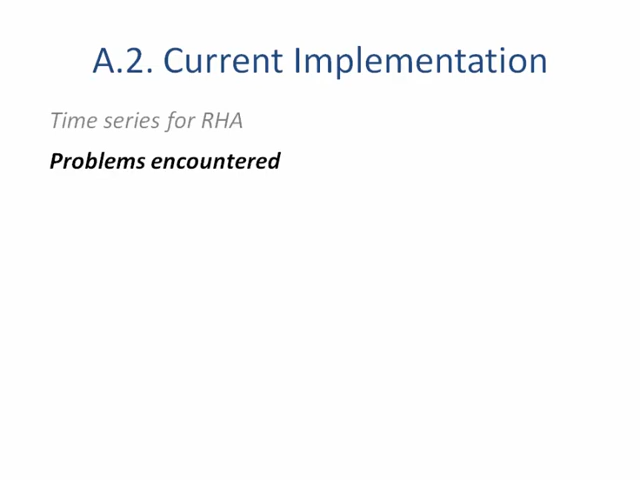 A.2. Current Implementation
Time series for RHA
Problems encountered